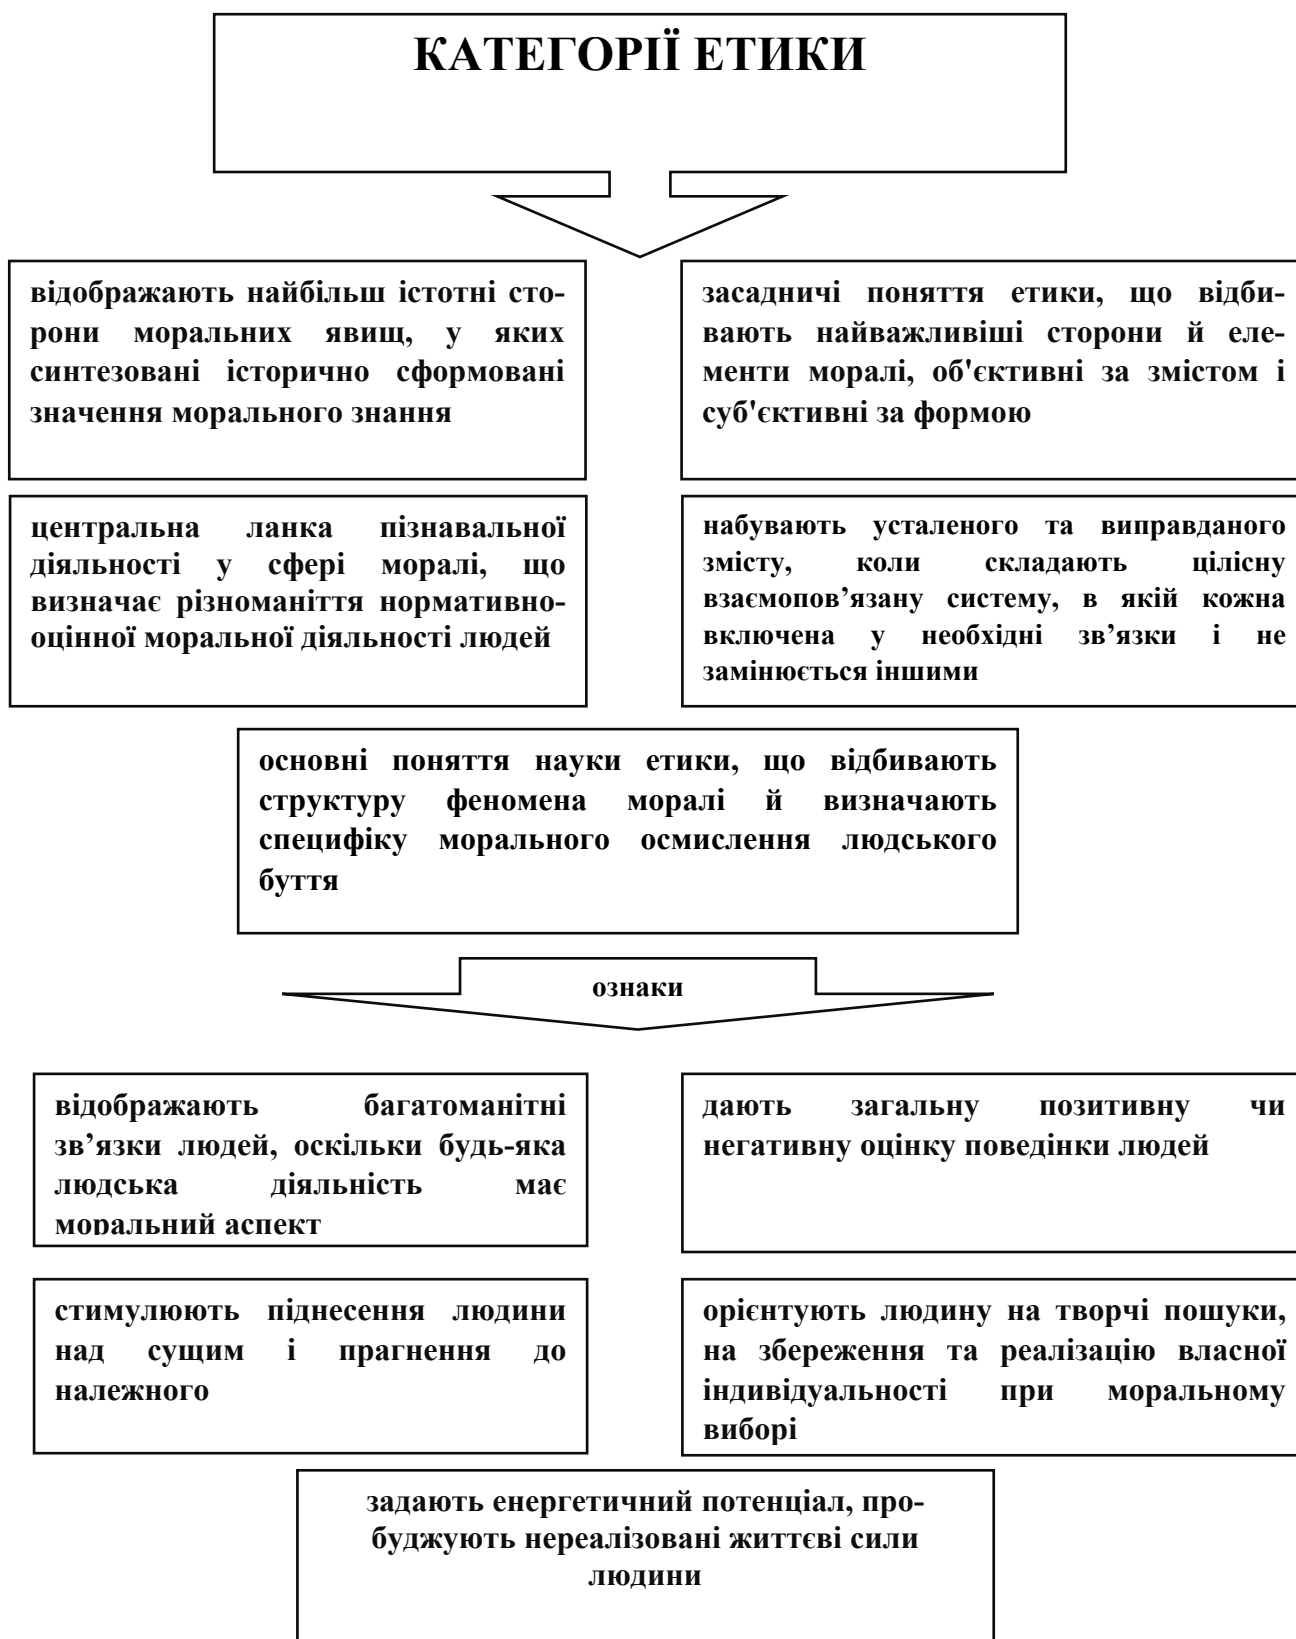 КАТЕГОРІЇ ЕТИКИ
відображають найбільш істотні сто-
рони моральних явищ, у яких
синтезовані історично сформовані
значення морального знання
засадничі поняття етики, що відби-
вають найважливіші сторони й еле-
менти моралі, об'єктивні за змістом і
суб'єктивні за формою
центральна ланка пізнавальної
діяльності у сфері моралі, що
визначає різноманіття нормативно-
оцінної моральної діяльності людей
набувають усталеного та виправданого
змісту, коли складають цілісну
взаємопов’язану систему, в якій кожна
включена у необхідні зв’язки і не
замінюється іншими
основні поняття науки етики, що відбивають
структуру феномена моралі й визначають
специфіку морального осмислення людського
буття
ознаки
відображають багатоманітні
зв’язки людей, оскільки будь-яка
людська діяльність має
моральний аспект
дають загальну позитивну чи
негативну оцінку поведінки людей
стимулюють піднесення людини
над сущим і прагнення до
належного
орієнтують людину на творчі пошуки,
на збереження та реалізацію власної
індивідуальності при моральному
виборі
задають енергетичний потенціал, про-
буджують нереалізовані життєві сили
людини